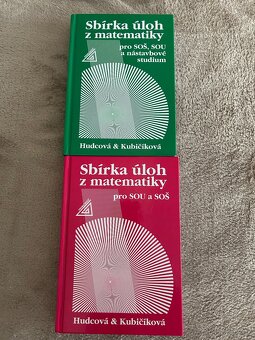 Sbírka úloh
z matematiky
pro SOŠ, SOU
a nástavbové
studium
Hudcová & Kubičíková
Sbírka úloh
z matematiky
pro SOU a SOŠ
Hudcová & Kubičíková